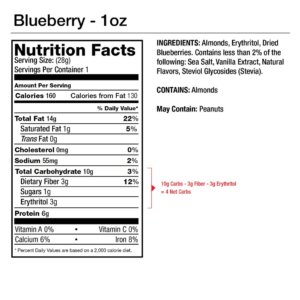 Blueberry - 1oz
Nutrition Facts
Serving Size: (28g)
Servings Per Container 1
Amount Per Serving
Calories 160 Calories from Fat 130
% Daily Value*
Total Fat 14g 22%
Saturated Fat 1g 5%
Trans Fat 0g
Cholesterol 0mg 0%
Sodium 55mg 2%
Total Carbohydrate 10g 3%
Dietary Fiber 3g 12%
Sugars 1g
Erythritol 3g
Protein 6g
Vitamin A 0% • Vitamin C 0%
Calcium 6% • Iron 8%
* Percent Daily Values are based on a 2,000 calorie diet.
INGREDIENTS: Almonds, Erythritol, Dried
Blueberries. Contains less than 2% of the
following: Sea Salt, Vanilla Extract, Natural
Flavors, Steviol Glycosides (Stevia).
CONTAINS: Almonds
May Contain: Peanuts
10g Carbs - 3g Fiber - 3g Erythritol
= 4 Net Carbs